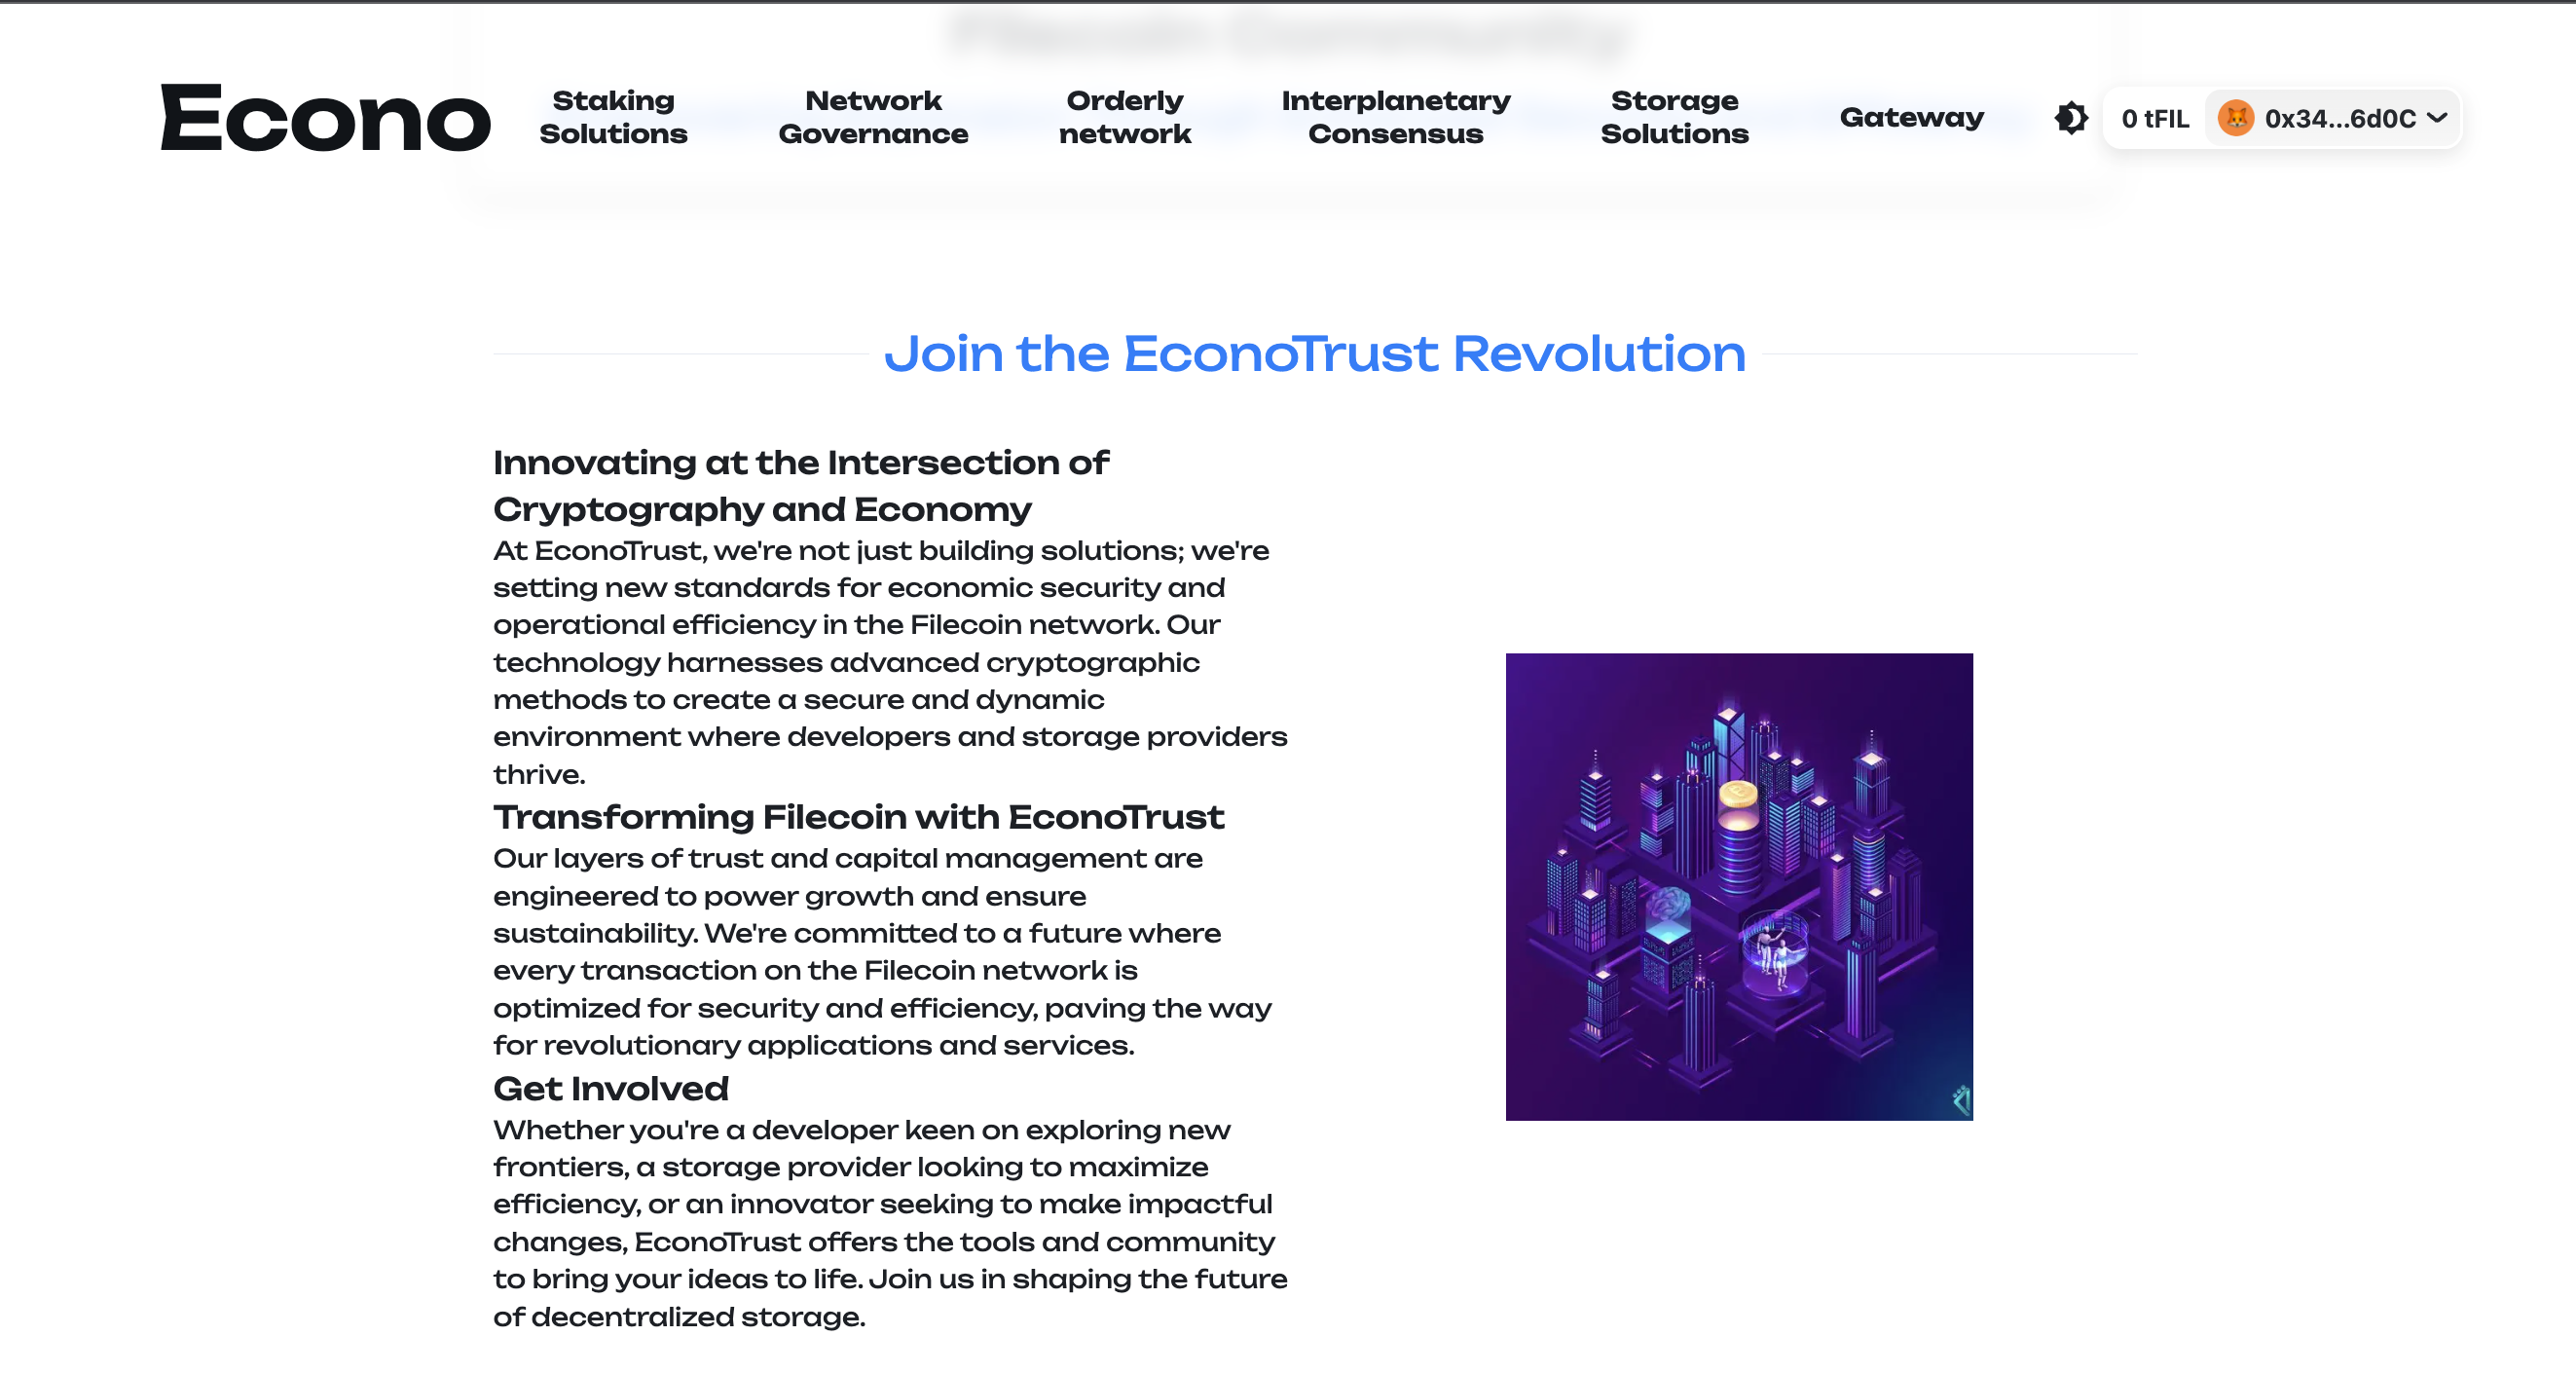 Filecoin Community
Econo
Staking
Solutions
Network
Governance
Orderly
network
Interplanetary
Consensus
Storage
Solutions
Gateway
0 tFIL
0x34...6d0C
Join the EconoTrust Revolution
Innovating at the Intersection of
Cryptography and Economy
At EconoTrust, we're not just building solutions; we're
setting new standards for economic security and
operational efficiency in the Filecoin network. Our
technology harnesses advanced cryptographic
methods to create a secure and dynamic
environment where developers and storage providers
thrive.
Transforming Filecoin with EconoTrust
Our layers of trust and capital management are
engineered to power growth and ensure
sustainability. We're committed to a future where
every transaction on the Filecoin network is
optimized for security and efficiency, paving the way
for revolutionary applications and services.
Get Involved
Whether you're a developer keen on exploring new
frontiers, a storage provider looking to maximize
efficiency, or an innovator seeking to make impactful
changes, EconoTrust offers the tools and community
to bring your ideas to life. Join us in shaping the future
of decentralized storage.